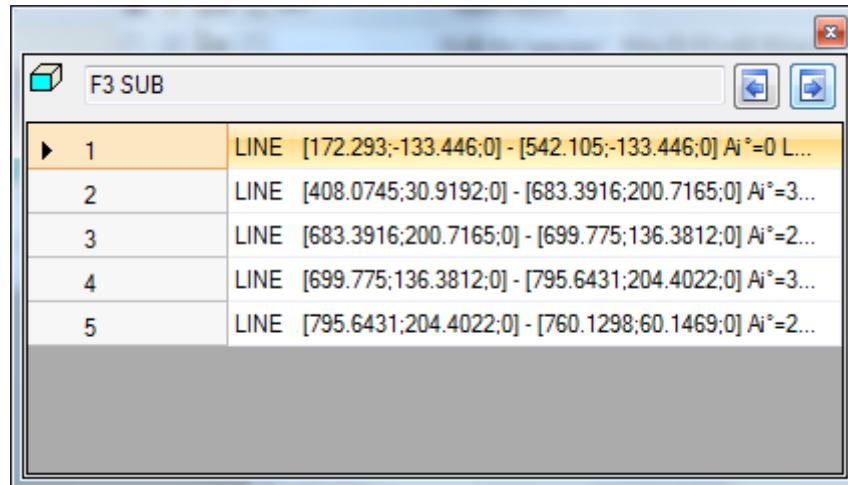 F3 SUB
1 LINE [172.293;-133.446;0] - [542.105;-133.446;0] Ai°=0 L...
2 LINE [408.0745;30.9192;0] - [683.3916;200.7165;0] Ai°=3...
3 LINE [683.3916;200.7165;0] - [699.775;136.3812;0] Ai°=2...
4 LINE [699.775;136.3812;0] - [795.6431;204.4022;0] Ai°=3...
5 LINE [795.6431;204.4022;0] - [760.1298;60.1469;0] Ai°=2...